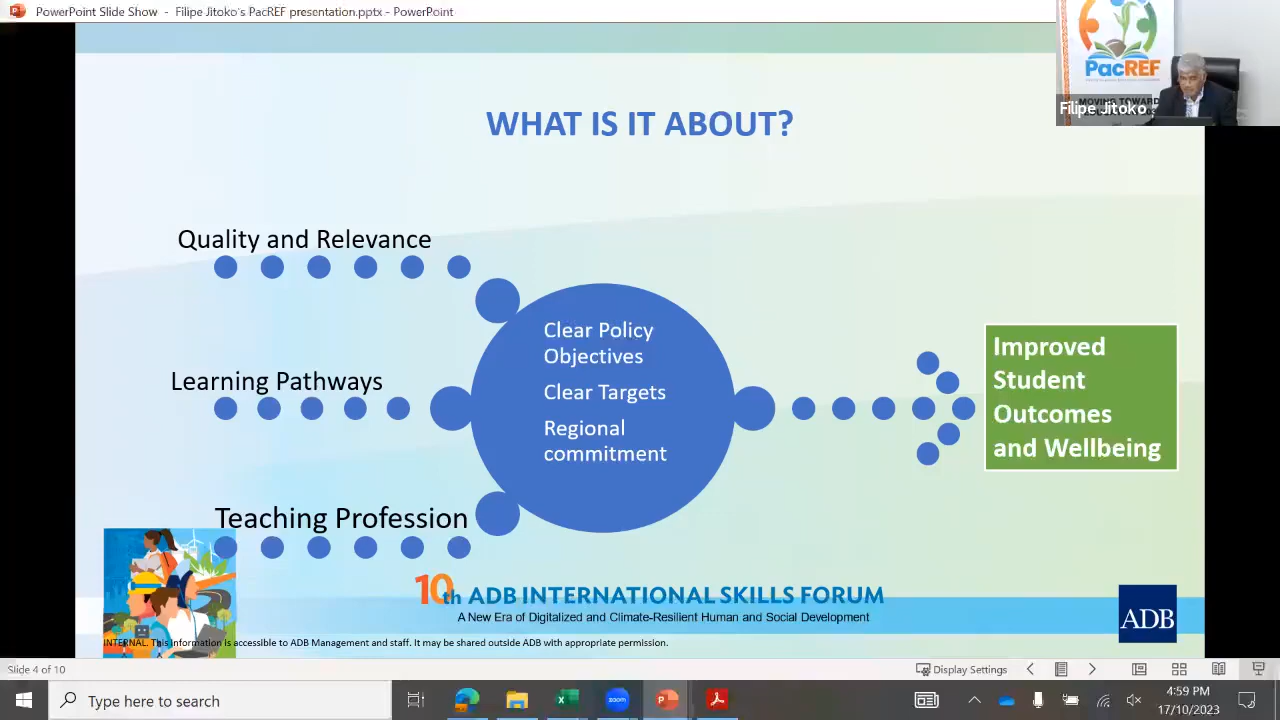 PowerPoint Slide Show - Filipe Jitoko's PacREF presentation.pptx - PowerPoint
PacREF
MOVING TOWARD
Filipe Jitoko
WHAT IS IT ABOUT?
Quality and Relevance
Learning Pathways
Teaching Profession
Clear Policy
Objectives
Clear Targets
Regional
commitment
Improved
Student
Outcomes
and Wellbeing
10th ADB INTERNATIONAL SKILLS FORUM
A New Era of Digitalized and Climate-Resilient Human and Social Development
ADB
INTERNAL. This information is accessible to ADB Management and staff. It may be shared outside ADB with appropriate permission.
Slide 4 of 10
Display Settings
Type here to search
4:59 PM
17/10/2023